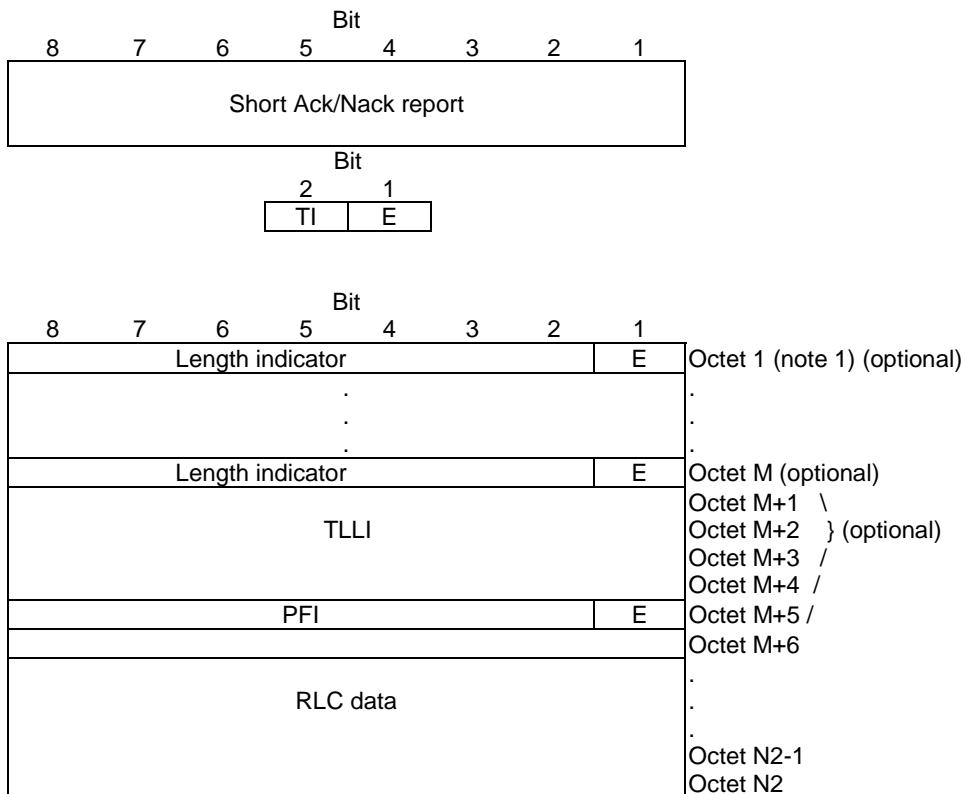 Bit
8 7 6 5 4 3 2 1
Short Ack/Nack report
Bit
2 1
TI E
Bit
8 7 6 5 4 3 2 1
Length indicator E Octet 1 (note 1) (optional)
. .
. .
. .
Length indicator E Octet M (optional)
Octet M+1 \
TLLI Octet M+2 } (optional)
Octet M+3 /
Octet M+4 /
PFI E Octet M+5 /
Octet M+6
.
RLC data .
.
Octet N2-1
Octet N2